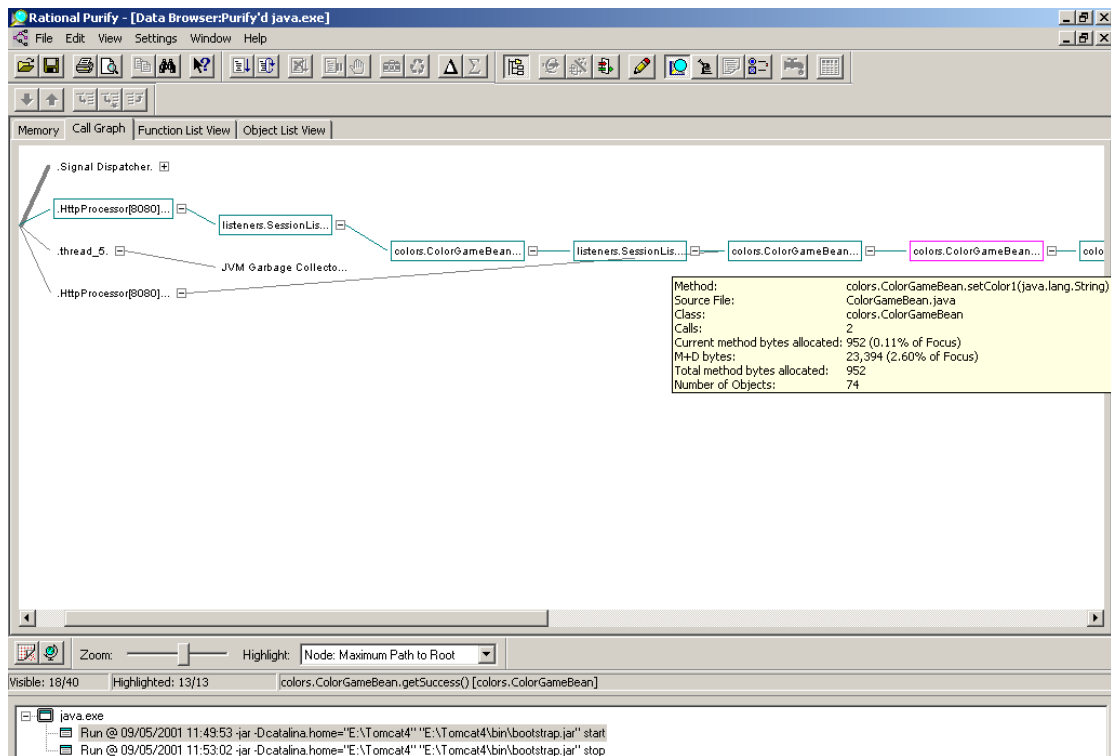 Rational Purify - [Data Browser:Purify'd java.exe]
File Edit View Settings Window Help
Memory Call Graph Function List View Object List View
.Signal Dispatcher.
.HttpProcessor[8080]...
listeners.SessionLis...
.thread_5.
colors.ColorGameBean...
listeners.SessionLis...
colors.ColorGameBean...
colors.ColorGameBean...
colo
JVM Garbage Collecto...
.HttpProcessor[8080]...
Method: colors.ColorGameBean.setColor1(java.lang.String)
Source File: ColorGameBean.java
Class: colors.ColorGameBean
Calls: 2
Current method bytes allocated: 952 (0.11% of Focus)
M+D bytes: 23,394 (2.60% of Focus)
Total method bytes allocated: 952
Number of Objects: 74
Zoom: Highlight: Node: Maximum Path to Root
Visible: 18/40 Highlighted: 13/13 colors.ColorGameBean.getSuccess() [colors.ColorGameBean]
java.exe
Run @ 09/05/2001 11:49:53 -jar -Dcatalina.home="E:\Tomcat4" "E:\Tomcat4\bin\bootstrap.jar" start
Run @ 09/05/2001 11:53:02 -jar -Dcatalina.home="E:\Tomcat4" "E:\Tomcat4\bin\bootstrap.jar" stop